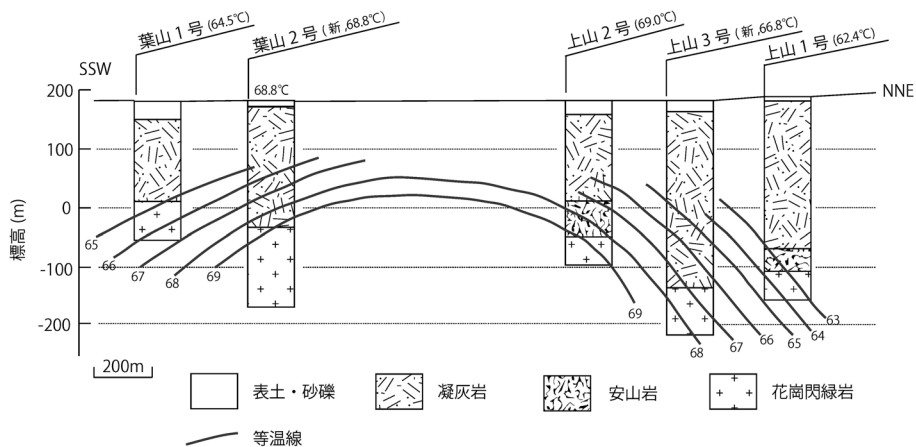 葉山1号(64.5℃)
葉山2号(新,68.8℃)
上山2号(69.0℃)
上山3号(新,66.8℃)
上山1号(62.4℃)
SSW
NNE
68.8℃
標高(m)
200
100
0
-100
-200
65
66
67
68
69
69
68
67
66
65
64
63
200m
表土・砂礫
凝灰岩
安山岩
花崗閃緑岩
等温線